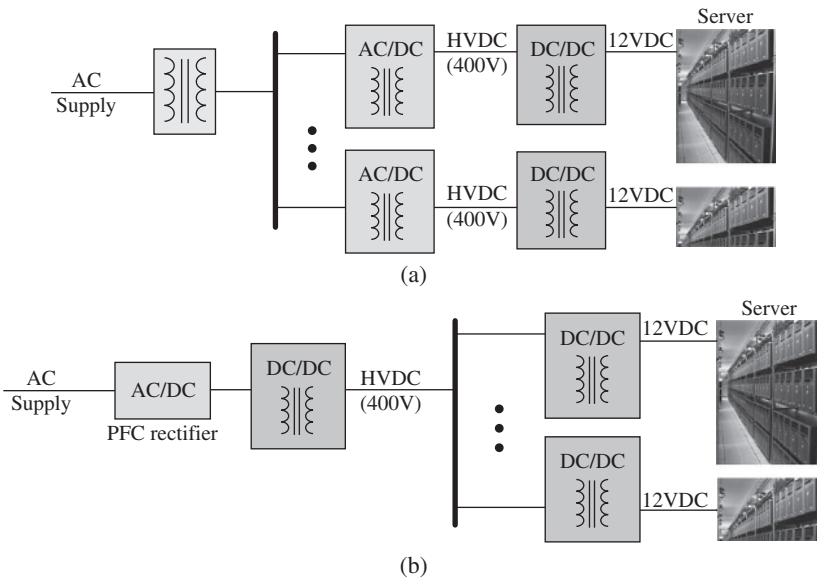 Server
AC
Supply
AC/DC
HVDC
(400V)
DC/DC
12VDC
AC/DC
HVDC
(400V)
DC/DC
12VDC
(a)
Server
AC
Supply
AC/DC
PFC rectifier
DC/DC
HVDC
(400V)
DC/DC
12VDC
DC/DC
12VDC
(b)